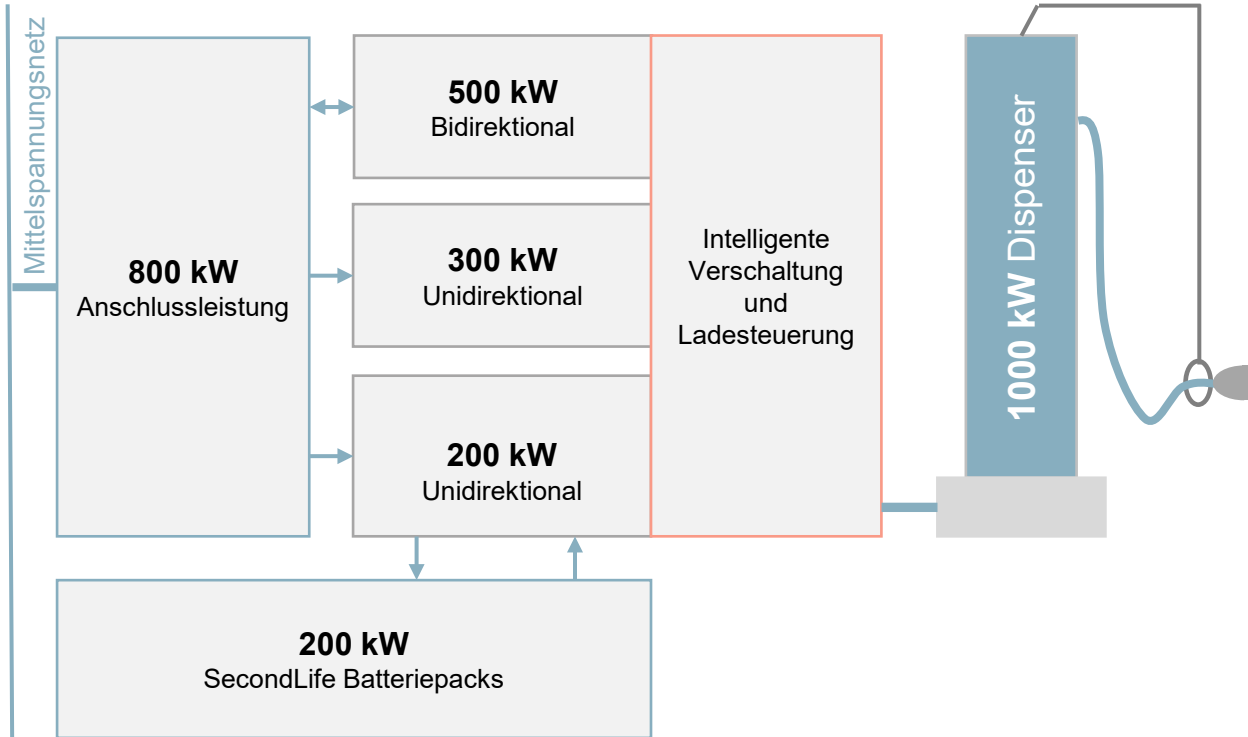 Mittelspannungsnetz
800 kW
Anschlussleistung
500 kW
Bidirektional
300 kW
Unidirektional
200 kW
Unidirektional
Intelligente
Verschaltung
und
Ladesteuerung
1000 kW Dispenser
200 kW
SecondLife Batteriepacks